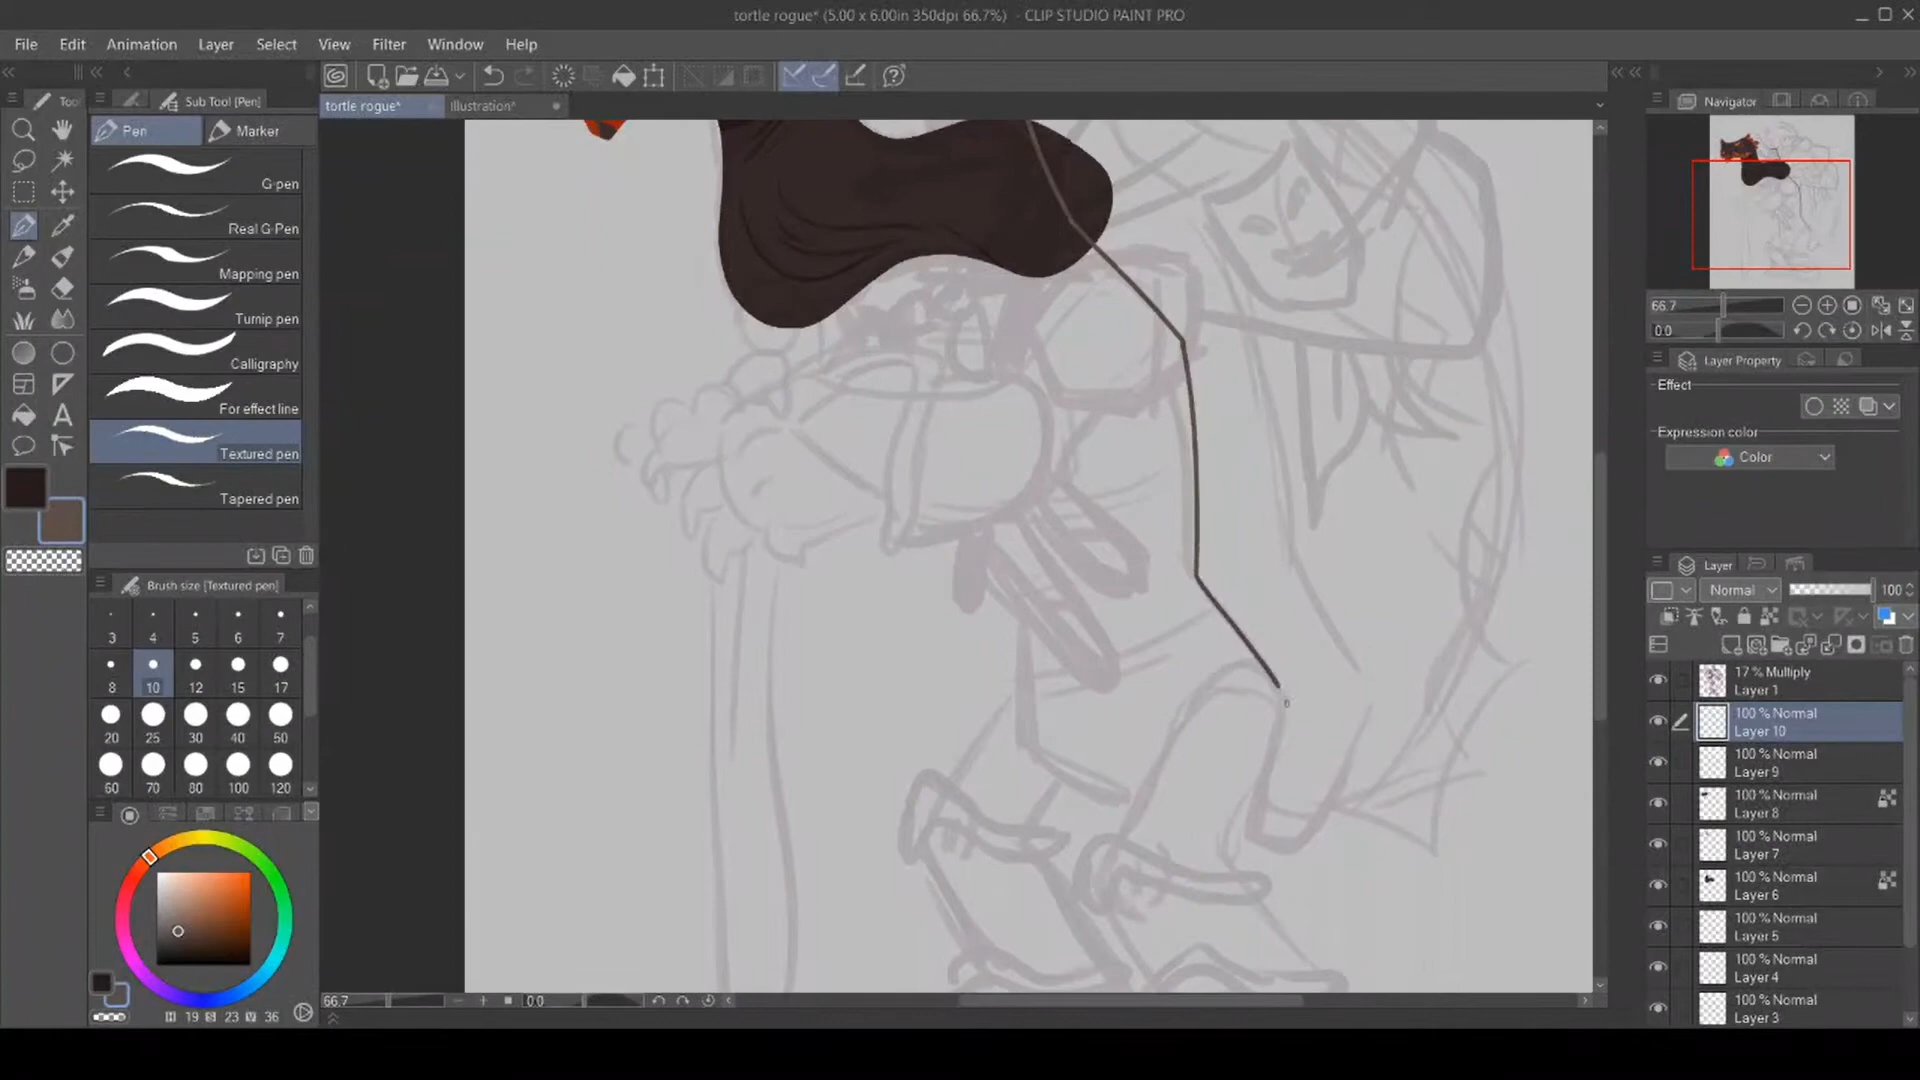 tortle rogue* (5.00 x 6.00in 350dpi 66.7%) - CLIP STUDIO PAINT PRO
File Edit Animation Layer Select View Filter Window Help
Too
Sub Tool [Pen]
tortle rogue*
Illustration*
Navigator
Pen
Marker
G-pen
Real G-Pen
Mapping pen
Turnip pen
Calligraphy
For effect line
Textured pen
Tapered pen
Brush size [Textured pen]
3 4 5 6 7
8 10 12 15 17
20 25 30 40 50
60 70 80 100 120
H 19 S 23 V 36
66.7
0.0
66.7
0.0
Layer Property
Effect
Expression color
Color
Layer
Normal
100
17 % Multiply
Layer 1
100 % Normal
Layer 10
100 % Normal
Layer 9
100 % Normal
Layer 8
100 % Normal
Layer 7
100 % Normal
Layer 6
100 % Normal
Layer 5
100 % Normal
Layer 4
100 % Normal
Layer 3